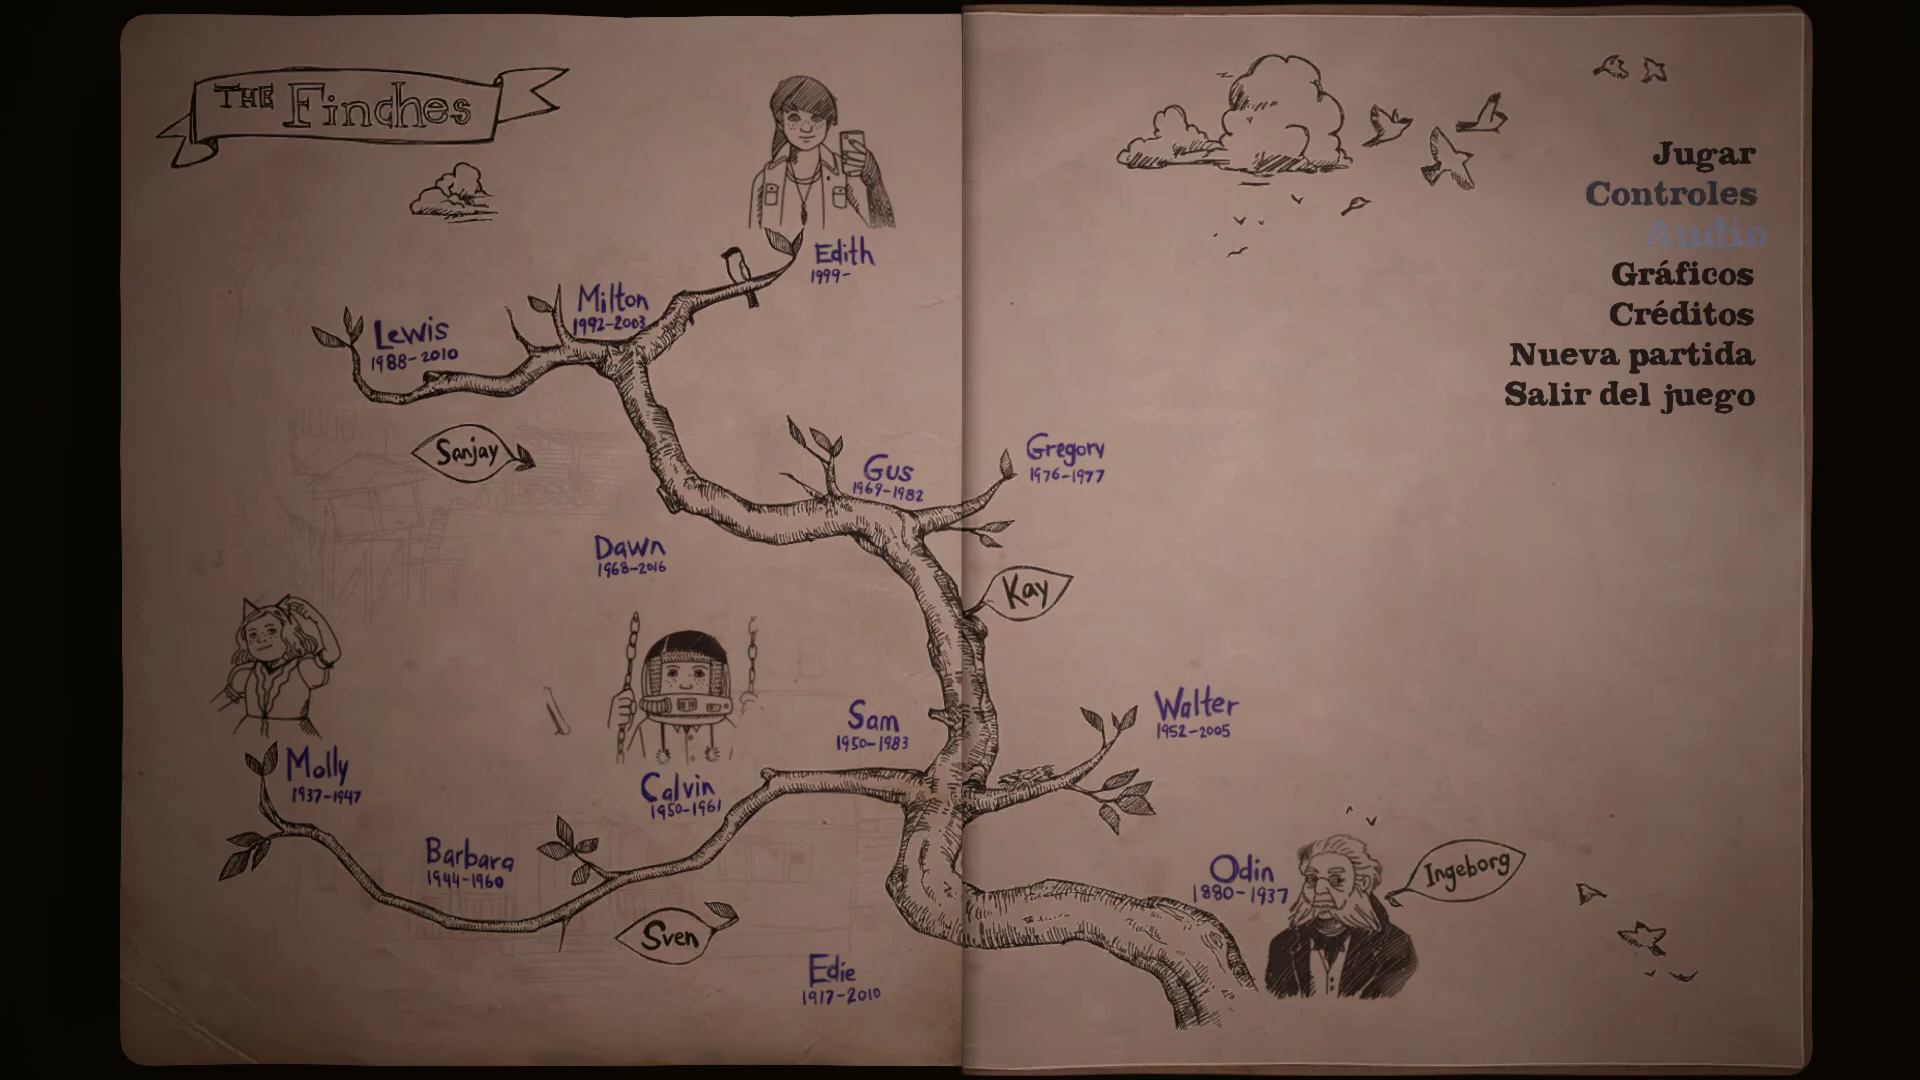 THE Finches
Edith
1999-
Milton
1992-2003
Lewis
1988-2010
Sanjay
Gus
1969-1982
Gregory
1976-1977
Dawn
1968-2016
Kay
Sam
1950-1983
Walter
1952-2005
Molly
1937-1947
Calvin
1950-1961
Barbara
1944-1960
Sven
Edie
1917-2010
Odin
1880-1937
Ingeborg
Jugar
Controles
Audio
Gráficos
Créditos
Nueva partida
Salir del juego